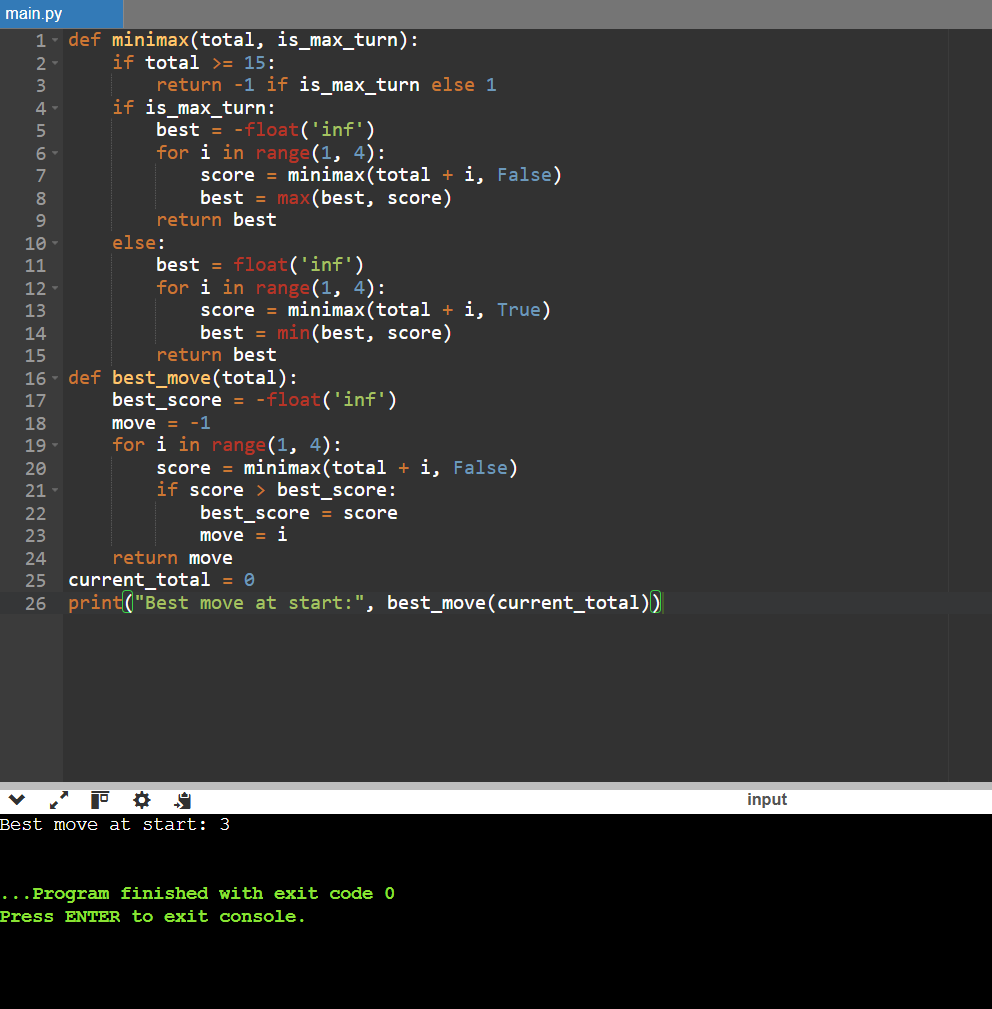 main.py
1 def minimax(total, is_max_turn):
2     if total >= 15:
3         return -1 if is_max_turn else 1
4     if is_max_turn:
5         best = -float('inf')
6         for i in range(1, 4):
7             score = minimax(total + i, False)
8             best = max(best, score)
9         return best
10     else:
11         best = float('inf')
12         for i in range(1, 4):
13             score = minimax(total + i, True)
14             best = min(best, score)
15         return best
16 def best_move(total):
17     best_score = -float('inf')
18     move = -1
19     for i in range(1, 4):
20         score = minimax(total + i, False)
21         if score > best_score:
22             best_score = score
23             move = i
24     return move
25 current_total = 0
26 print("Best move at start:", best_move(current_total))
input
Best move at start: 3
...Program finished with exit code 0
Press ENTER to exit console.